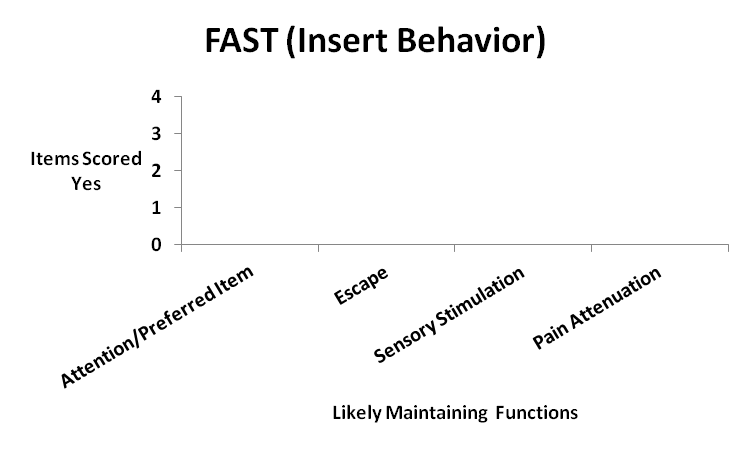 FAST (Insert Behavior)
4
3
Items Scored
Yes
2
1
0
Attention/Preferred Item
Escape
Sensory Stimulation
Pain Attenuation
Likely Maintaining Functions